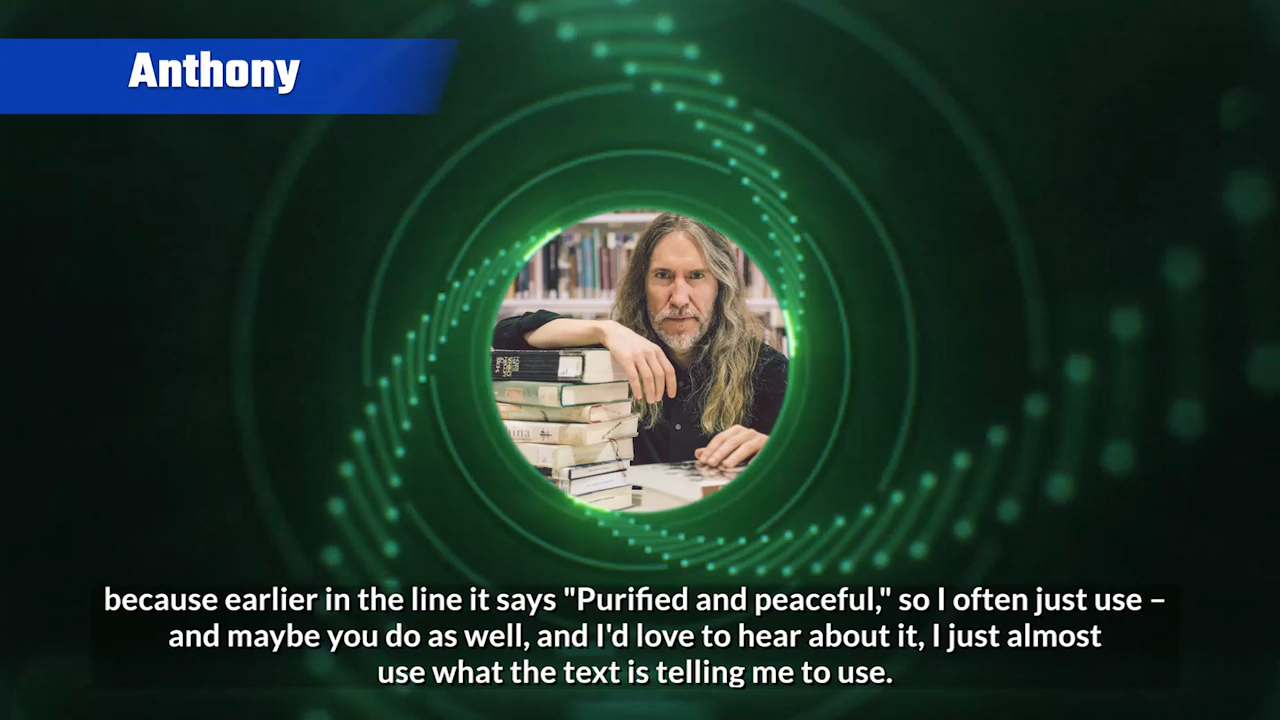 Anthony
because earlier in the line it says "Purified and peaceful," so I often just use –
and maybe you do as well, and I'd love to hear about it, I just almost
use what the text is telling me to use.